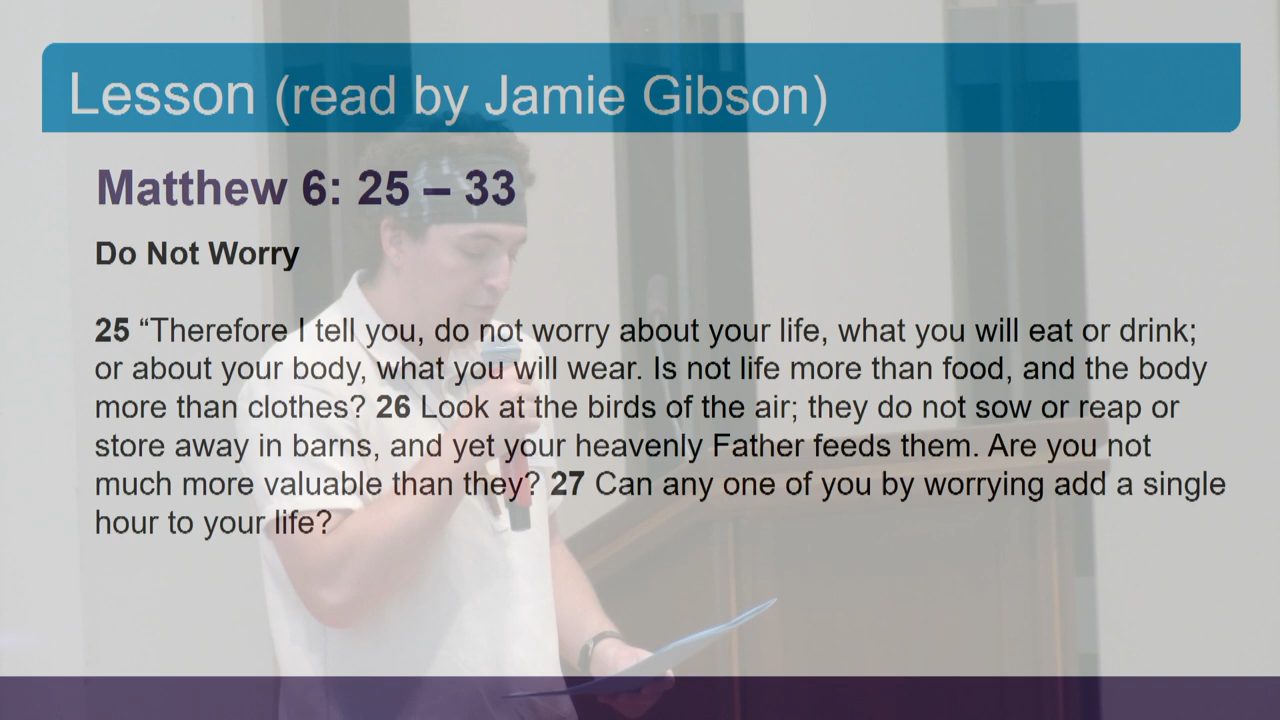 Lesson (read by Jamie Gibson)
Matthew 6: 25 – 33
Do Not Worry
25 “Therefore I tell you, do not worry about your life, what you will eat or drink;
or about your body, what you will wear. Is not life more than food, and the body
more than clothes? 26 Look at the birds of the air; they do not sow or reap or
store away in barns, and yet your heavenly Father feeds them. Are you not
much more valuable than they? 27 Can any one of you by worrying add a single
hour to your life?